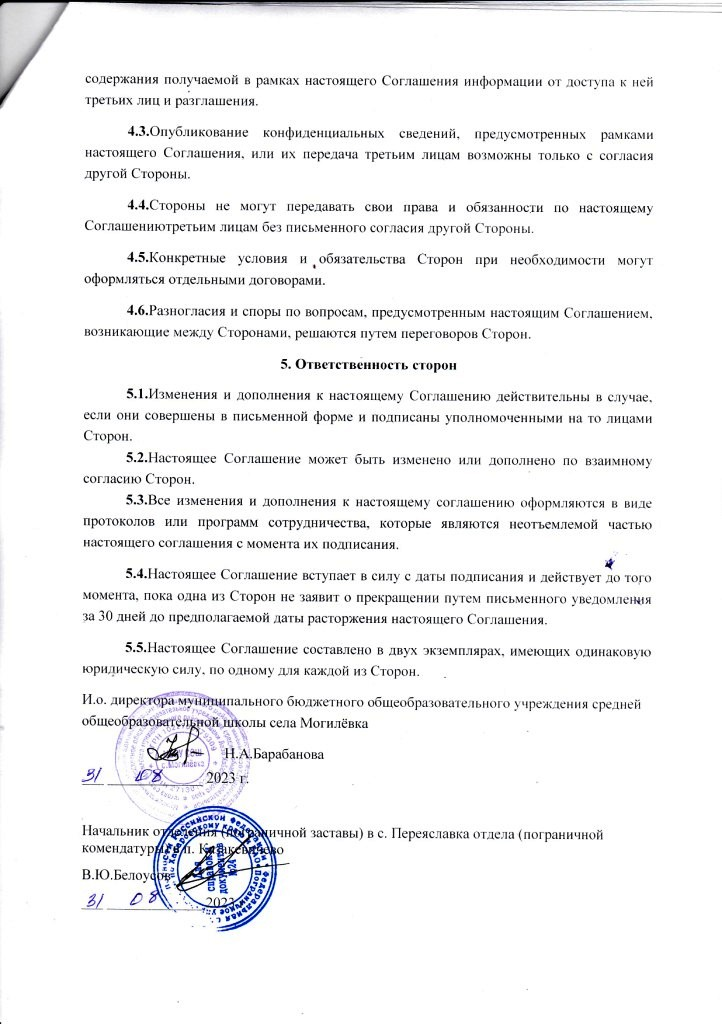 содержания получаемой в рамках настоящего Соглашения информации от доступа к ней
третьих лиц и разглашения.
4.3.Опубликование конфиденциальных сведений, предусмотренных рамками
настоящего Соглашения, или их передача третьим лицам возможны только с согласия
другой Стороны.
4.4.Стороны не могут передавать свои права и обязанности по настоящему
Соглашениютретьим лицам без письменного согласия другой Стороны.
4.5.Конкретные условия и обязательства Сторон при необходимости могут
оформляться отдельными договорами.
4.6.Разногласия и споры по вопросам, предусмотренным настоящим Соглашением,
возникающие между Сторонами, решаются путем переговоров Сторон.
5. Ответственность сторон
5.1.Изменения и дополнения к настоящему Соглашению действительны в случае,
если они совершены в письменной форме и подписаны уполномоченными на то лицами
Сторон.
5.2.Настоящее Соглашение может быть изменено или дополнено по взаимному
согласию Сторон.
5.3.Все изменения и дополнения к настоящему соглашению оформляются в виде
протоколов или программ сотрудничества, которые являются неотъемлемой частью
настоящего соглашения с момента их подписания.
5.4.Настоящее Соглашение вступает в силу с даты подписания и действует до того
момента, пока одна из Сторон не заявит о прекращении путем письменного уведомления
за 30 дней до предполагаемой даты расторжения настоящего Соглашения.
5.5.Настоящее Соглашение составлено в двух экземплярах, имеющих одинаковую
юридическую силу, по одному для каждой из Сторон.
И.о. директора муниципального бюджетного общеобразовательного учреждения средней
общеобразовательной школы села Могилёвка
Н.А.Барабанова
31 08 2023 г.
Начальник отделения (пограничной заставы) в с. Переяславка отдела (пограничной
комендатуры) в п. Казакевичево
В.Ю.Белоусов
31 08 2023
Для
справок
документов
№24